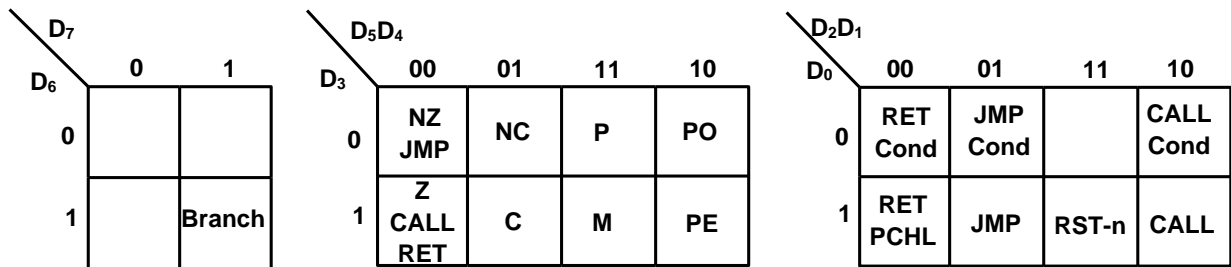 D₇
D₆
0 1
0
1 Branch
D₅D₄
D₃
00 01 11 10
0 NZ JMP NC P PO
1 Z CALL RET C M PE
D₂D₁
D₀
00 01 11 10
0 RET Cond JMP Cond CALL Cond
1 RET PCHL JMP RST-n CALL